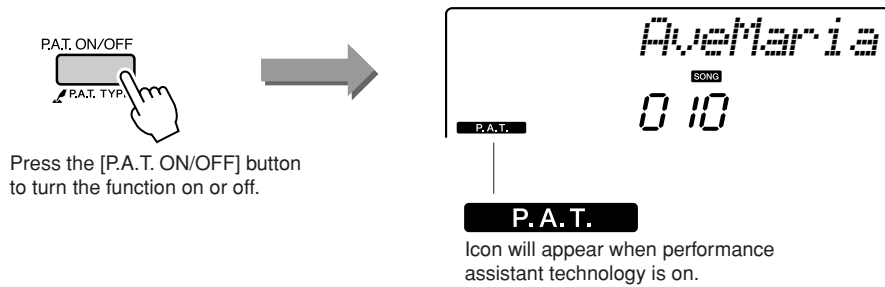 P.A.T. ON/OFF
P.A.T. TYP
Press the [P.A.T. ON/OFF] button
to turn the function on or off.
AveMaria
SONG
010
P.A.T.
P.A.T.
Icon will appear when performance
assistant technology is on.